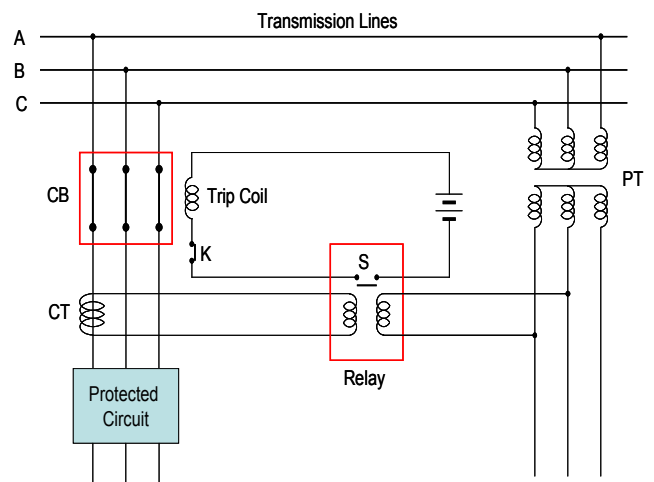 Transmission Lines
A
B
C
CB
Trip Coil
PT
K
S
CT
Relay
Protected
Circuit